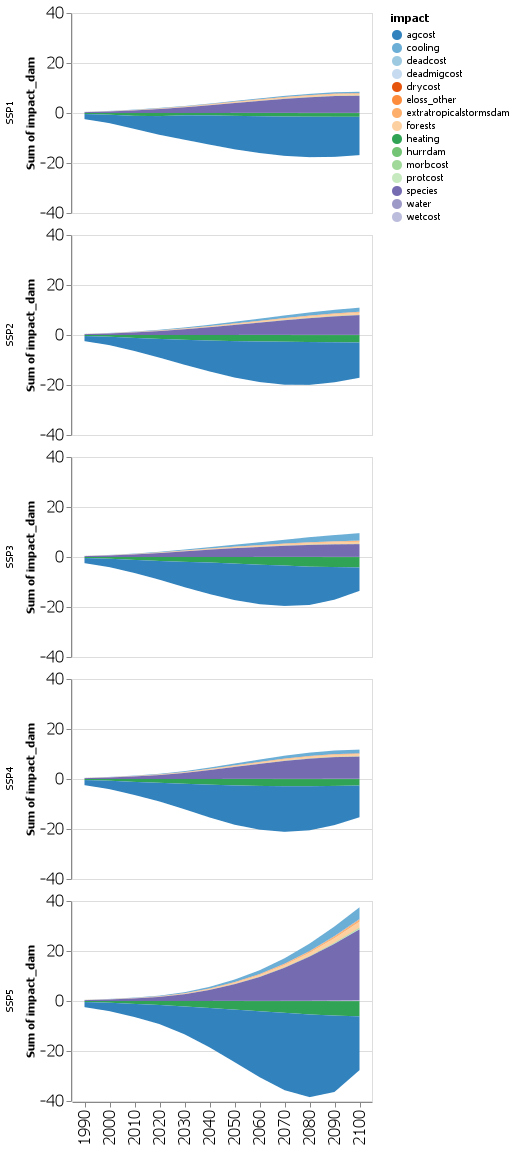 impact
agcost
cooling
deadcost
deadmigcost
drycost
eloss_other
extratropicalstormsdam
forests
heating
hurrdam
morbcost
protcost
species
water
wetcost
SSP1
Sum of impact_dam
40
20
0
-20
-40
SSP2
Sum of impact_dam
40
20
0
-20
-40
SSP3
Sum of impact_dam
40
20
0
-20
-40
SSP4
Sum of impact_dam
40
20
0
-20
-40
SSP5
Sum of impact_dam
40
20
0
-20
-40
1990 2000 2010 2020 2030 2040 2050 2060 2070 2080 2090 2100